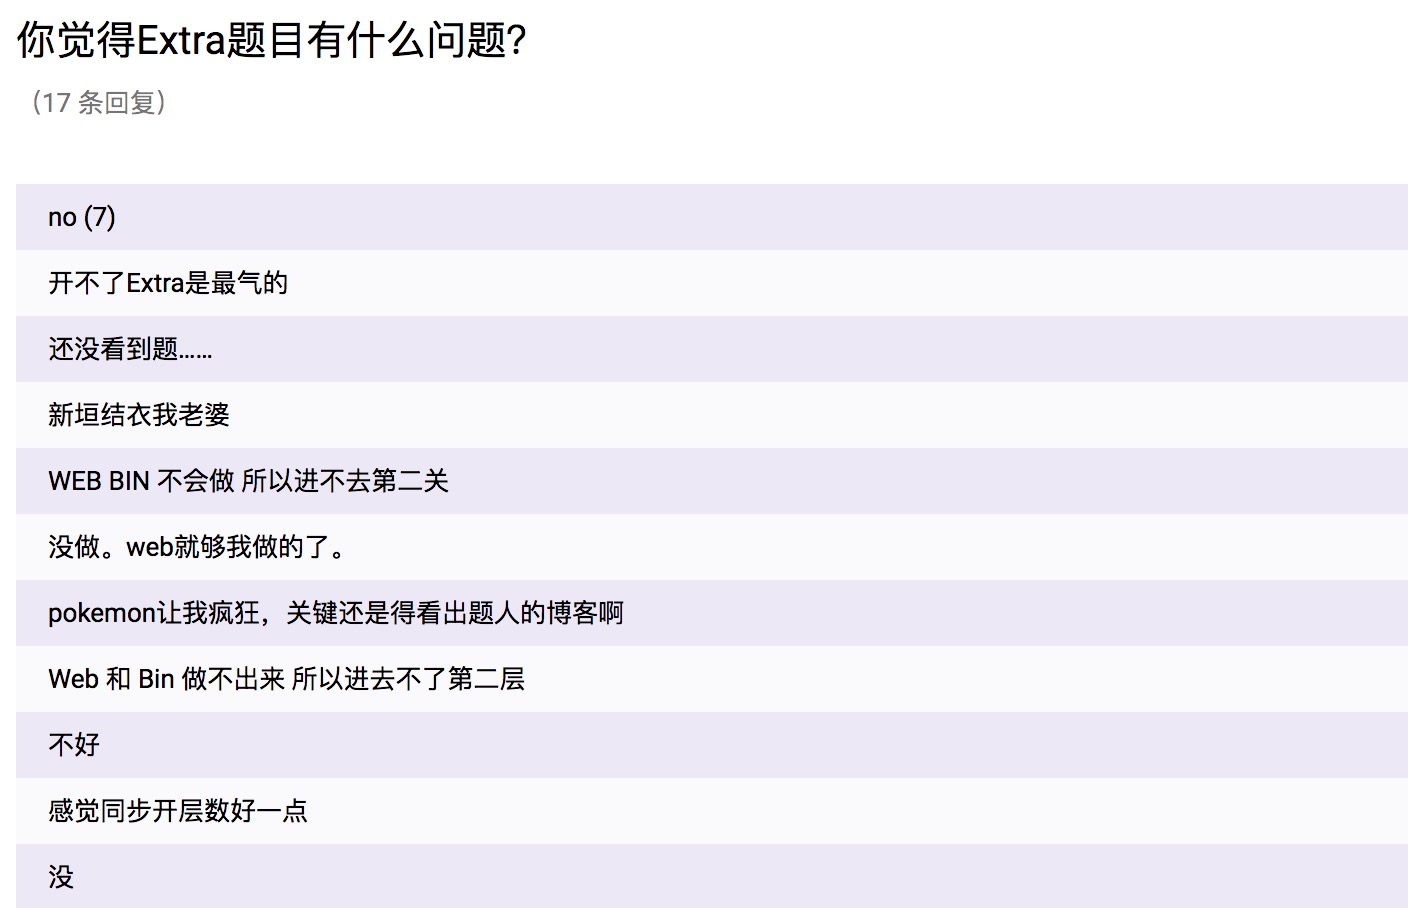 你觉得Extra题目有什么问题?
（17 条回复）
no (7)
开不了Extra是最气的
还没看到题……
新垣结衣我老婆
WEB BIN 不会做 所以进不去第二关
没做。web就够我做的了。
pokemon让我疯狂，关键还是得看出题人的博客啊
Web 和 Bin 做不出来 所以进去不了第二层
不好
感觉同步开层数好一点
没